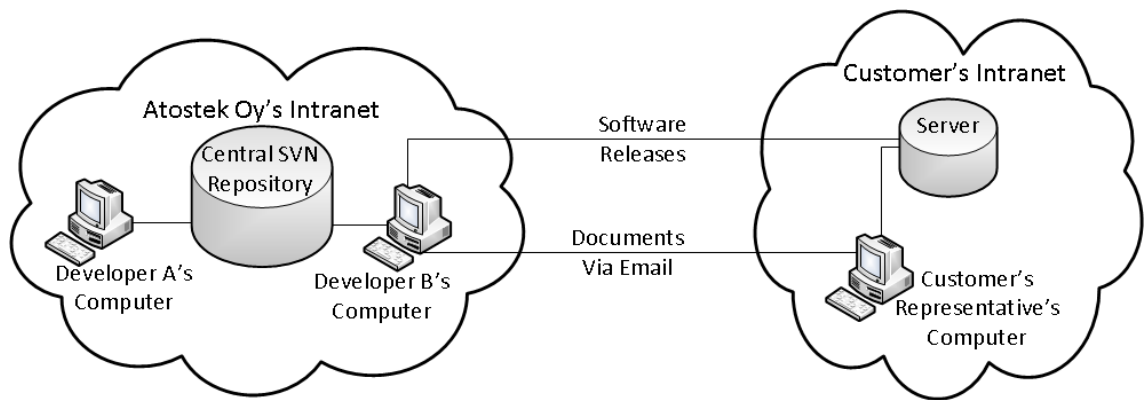 Atostek Oy's Intranet
Central SVN
Repository
Developer A's
Computer
Developer B's
Computer
Software
Releases
Documents
Via Email
Customer's Intranet
Server
Customer's
Representative's
Computer